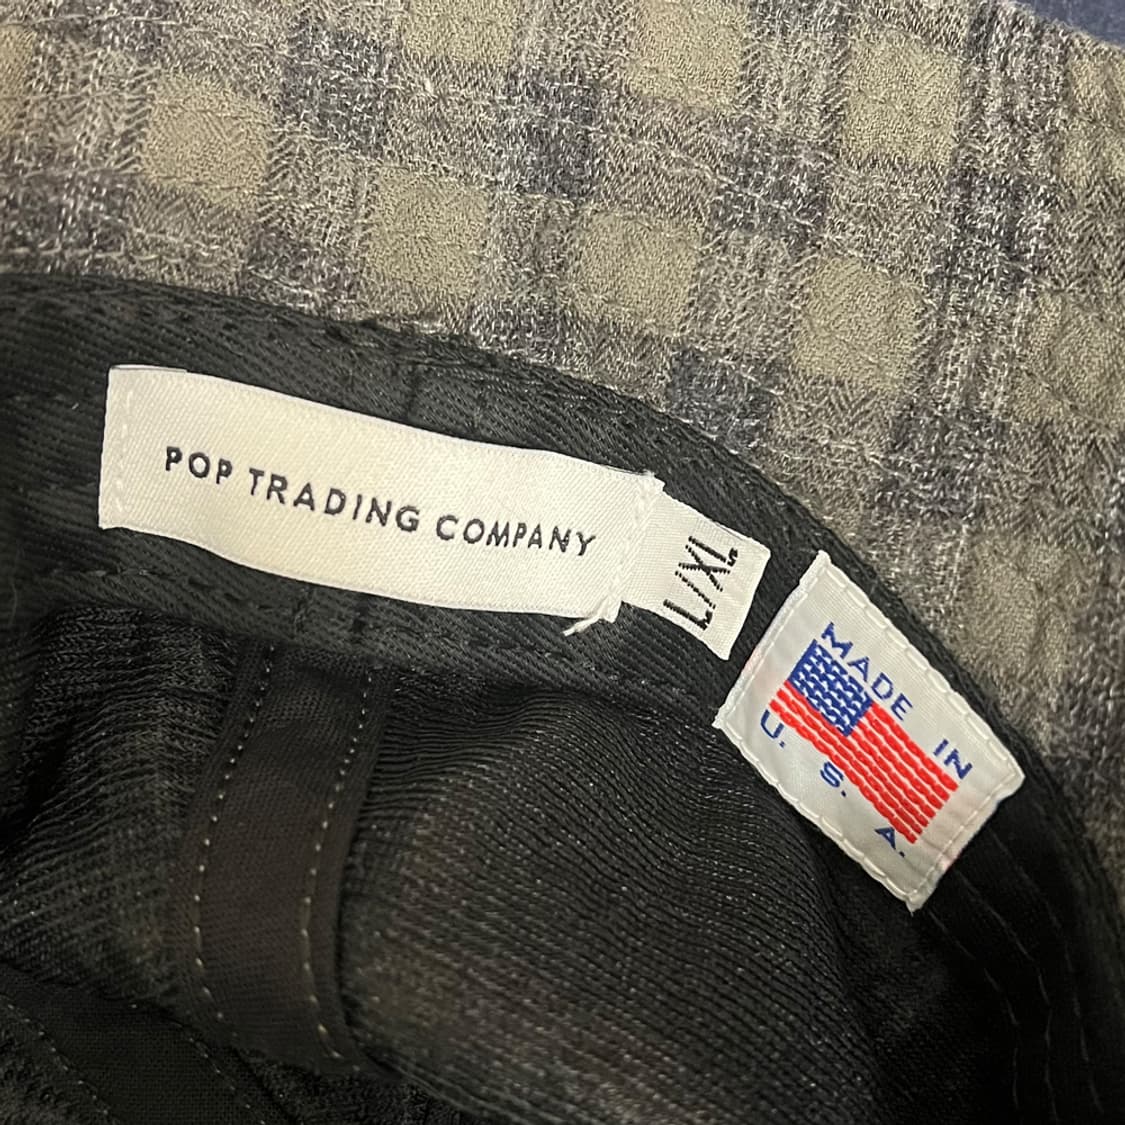 POP TRADING COMPANY
L/XL
MADE IN
U. S. A.